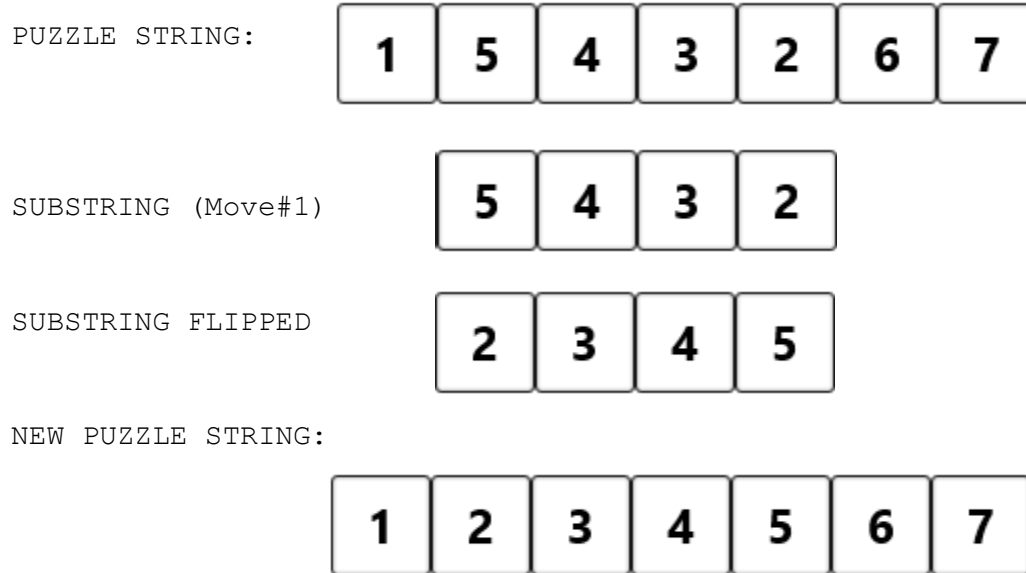 PUZZLE STRING: 1 5 4 3 2 6 7
SUBSTRING (Move#1) 5 4 3 2
SUBSTRING FLIPPED 2 3 4 5
NEW PUZZLE STRING:
1 2 3 4 5 6 7